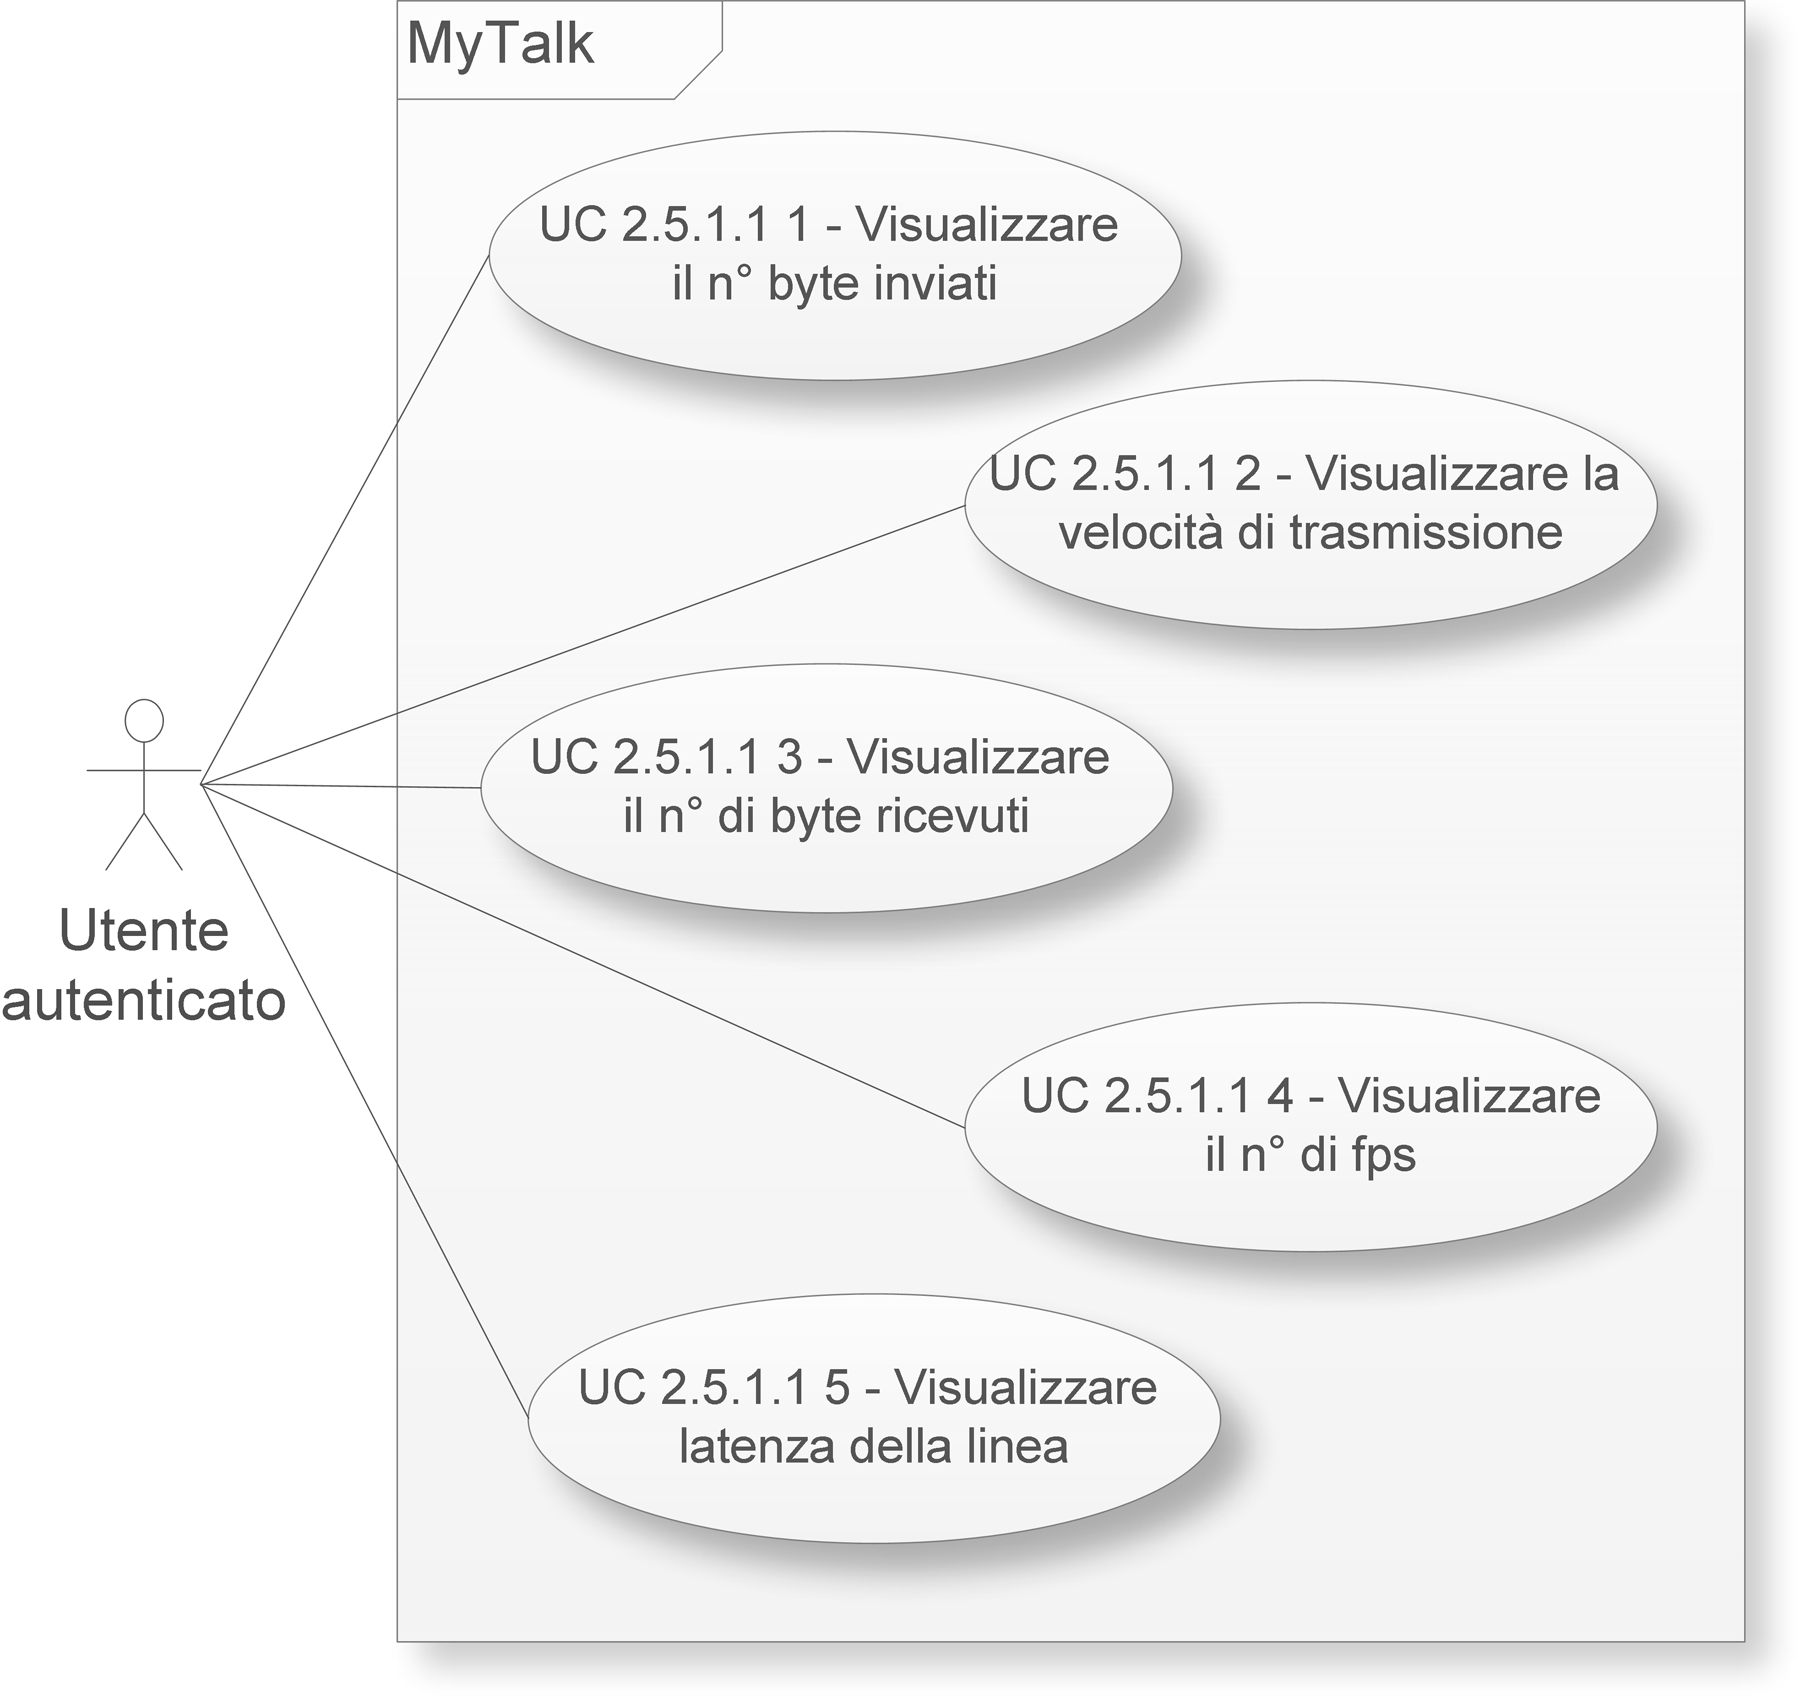 MyTalk
UC 2.5.1.1 1 - Visualizzare
il n° byte inviati
UC 2.5.1.1 2 - Visualizzare la
velocità di trasmissione
UC 2.5.1.1 3 - Visualizzare
il n° di byte ricevuti
Utente
autenticato
UC 2.5.1.1 4 - Visualizzare
il n° di fps
UC 2.5.1.1 5 - Visualizzare
latenza della linea